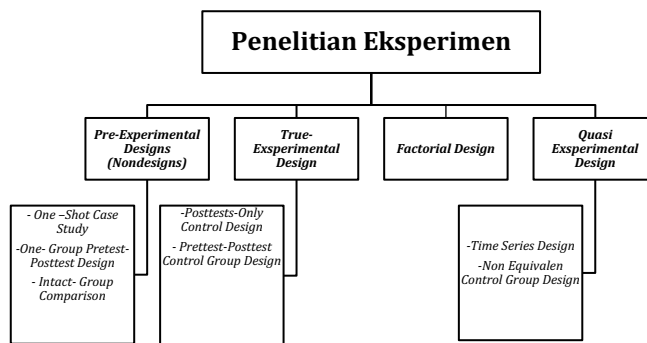 Penelitian Eksperimen
Pre-Experimental
Designs
(Nondesigns)
True-
Exsperimental
Design
Factorial Design
Quasi
Exsperimental
Design
- One –Shot Case
Study
-One- Group Pretest-
Posttest Design
- Intact- Group
Comparison
-Posttests-Only
Control Design
- Prettest-Posttest
Control Group Design
-Time Series Design
-Non Equivalen
Control Group Design